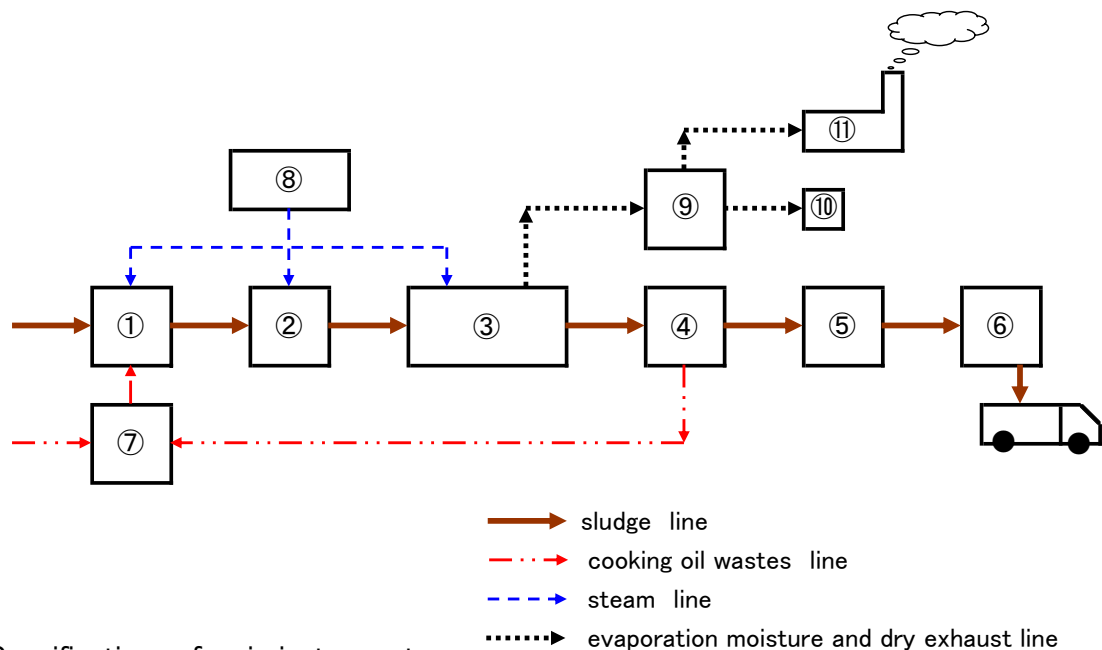 ⑪
⑧
⑨
⑩
①
②
③
④
⑤
⑥
⑦
sludge line
cooking oil wastes line
steam line
evaporation moisture and dry exhaust line